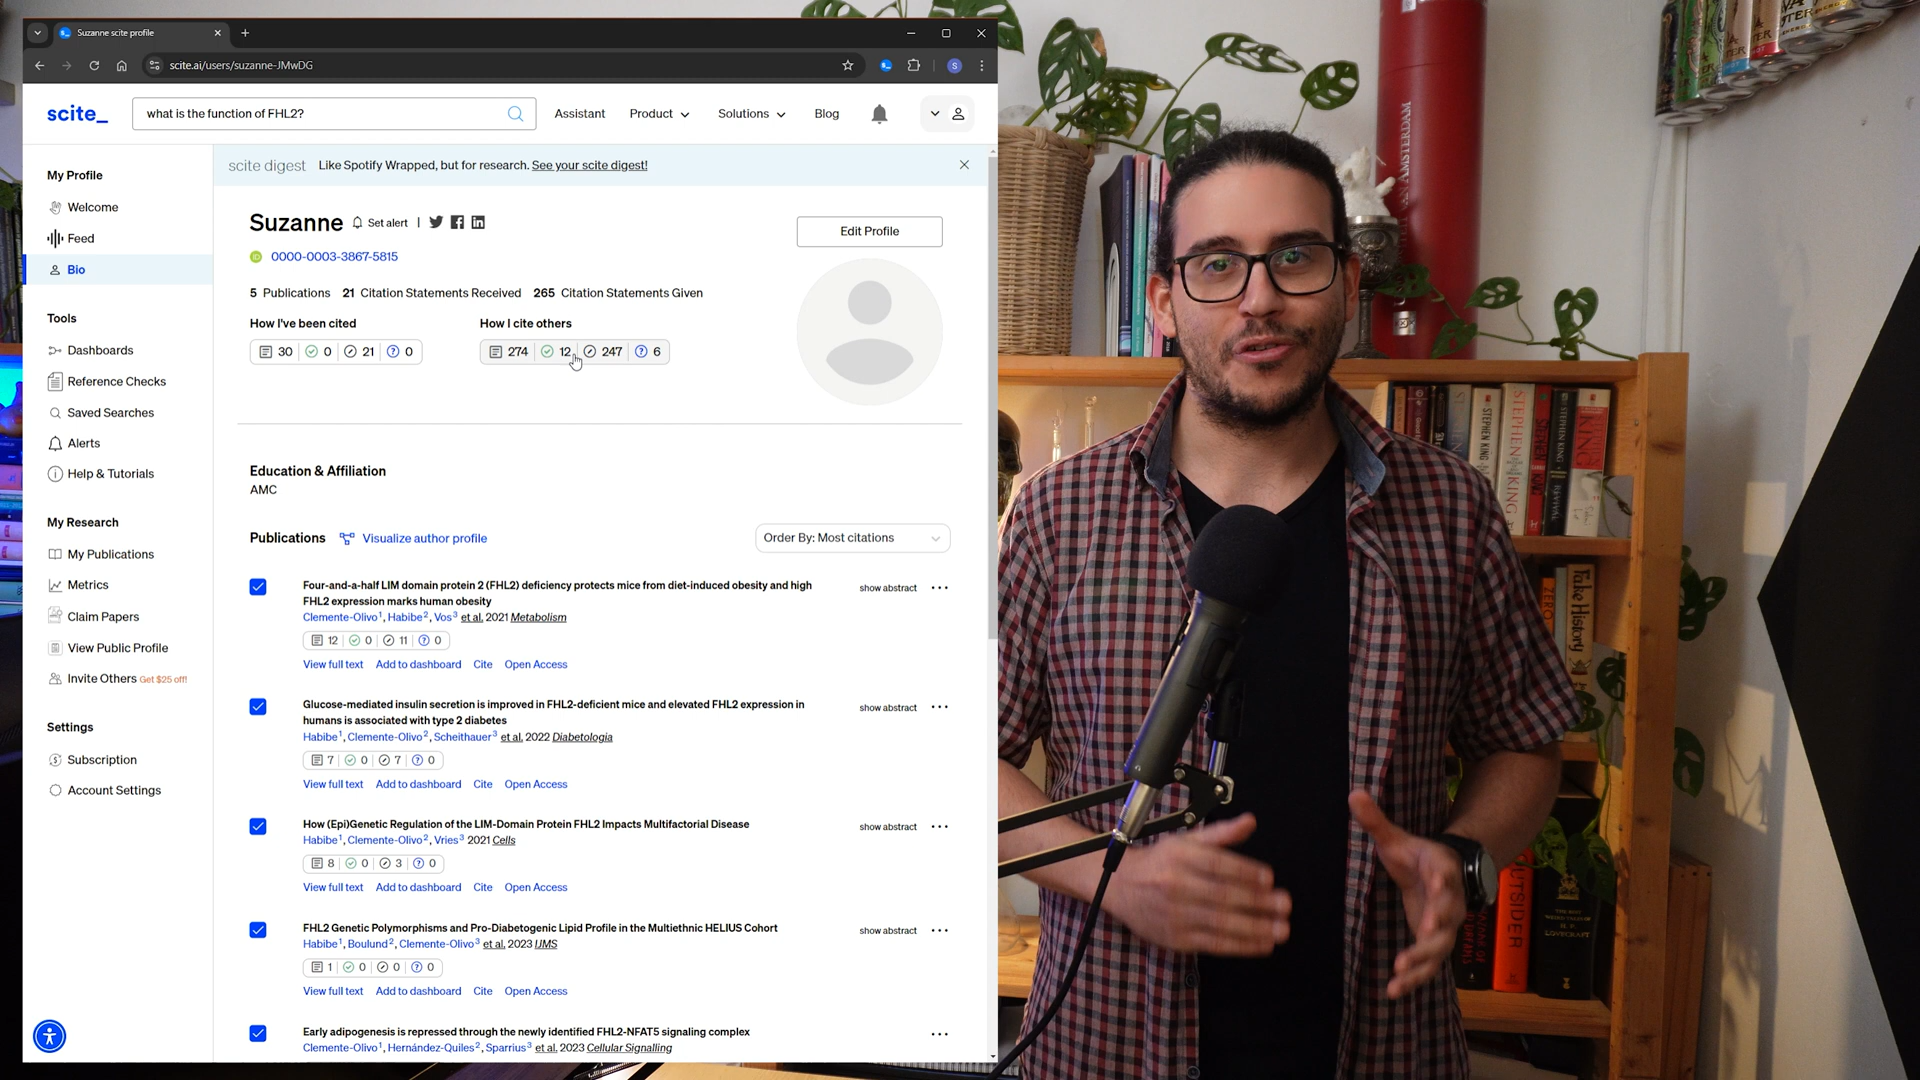 Suzanne scite profile
scite.ai/users/suzanne-JMwDG
S
scite_
what is the function of FHL2?
Assistant
Product
Solutions
Blog
scite digest Like Spotify Wrapped, but for research. See your scite digest!
My Profile
Welcome
Feed
Bio
Tools
Dashboards
Reference Checks
Saved Searches
Alerts
Help & Tutorials
My Research
My Publications
Metrics
Claim Papers
View Public Profile
Invite Others Get $25 off!
Settings
Subscription
Account Settings
Suzanne Set alert |
Edit Profile
iD 0000-0003-3867-5815
5 Publications 21 Citation Statements Received 265 Citation Statements Given
How I've been cited How I cite others
30 0 21 0 274 12 247 6
Education & Affiliation
AMC
Publications Visualize author profile Order By: Most citations
Four-and-a-half LIM domain protein 2 (FHL2) deficiency protects mice from diet-induced obesity and high
FHL2 expression marks human obesity
show abstract
Clemente-Olivo1, Habibe2, Vos3 et al. 2021 Metabolism
12 0 11 0
View full text Add to dashboard Cite Open Access
Glucose-mediated insulin secretion is improved in FHL2-deficient mice and elevated FHL2 expression in
humans is associated with type 2 diabetes
show abstract
Habibe1, Clemente-Olivo2, Scheithauer3 et al. 2022 Diabetologia
7 0 7 0
View full text Add to dashboard Cite Open Access
How (Epi)Genetic Regulation of the LIM-Domain Protein FHL2 Impacts Multifactorial Disease
show abstract
Habibe1, Clemente-Olivo2, Vries3 2021 Cells
8 0 3 0
View full text Add to dashboard Cite Open Access
FHL2 Genetic Polymorphisms and Pro-Diabetogenic Lipid Profile in the Multiethnic HELIUS Cohort
show abstract
Habibe1, Boulund2, Clemente-Olivo3 et al. 2023 IJMS
1 0 0 0
View full text Add to dashboard Cite Open Access
Early adipogenesis is repressed through the newly identified FHL2-NFAT5 signaling complex
Clemente-Olivo1, Hernández-Quiles2, Sparrius3 et al. 2023 Cellular Signalling
AMSTERDAM
STEPHEN KING
STEPHEN KING
STEPHEN KING
KING
REVIVAL
ZERO
Make History
OUTSIDER
H.P.
LOVECRAFT